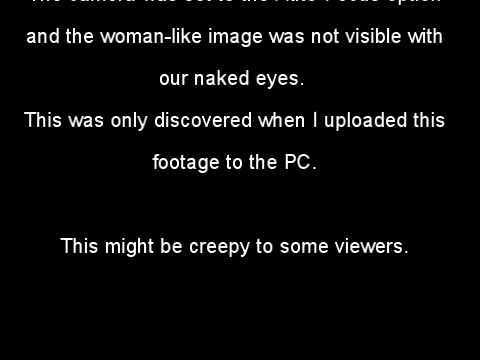 and the woman-like image was not visible with
our naked eyes.
This was only discovered when I uploaded this
footage to the PC.
This might be creepy to some viewers.